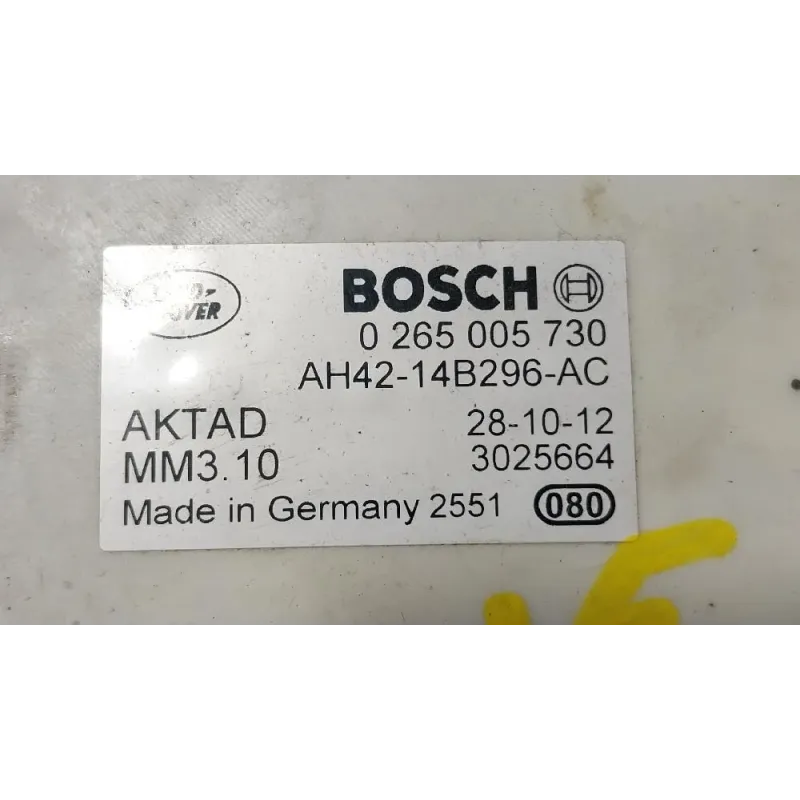 BOSCH
0 265 005 730
AH42-14B296-AC
AKTAD 28-10-12
MM3.10 3025664
Made in Germany 2551 080